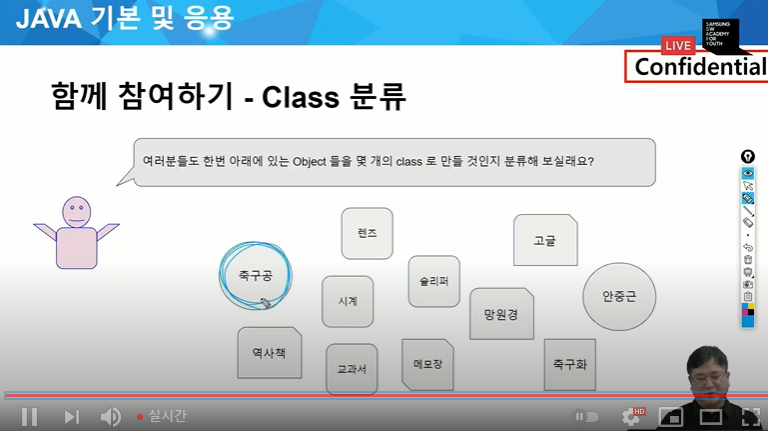 JAVA 기본 및 응용
SAMSUNG
SW
ACADEMY
FOR
YOUTH
LIVE
Confidential
함께 참여하기 - Class 분류
여러분들도 한번 아래에 있는 Object 들을 몇 개의 class 로 만들 것인지 분류해 보실래요?
렌즈
고글
축구공
슬리퍼
시계
안중근
망원경
역사책
교과서
메모장
축구화
실시간
HD